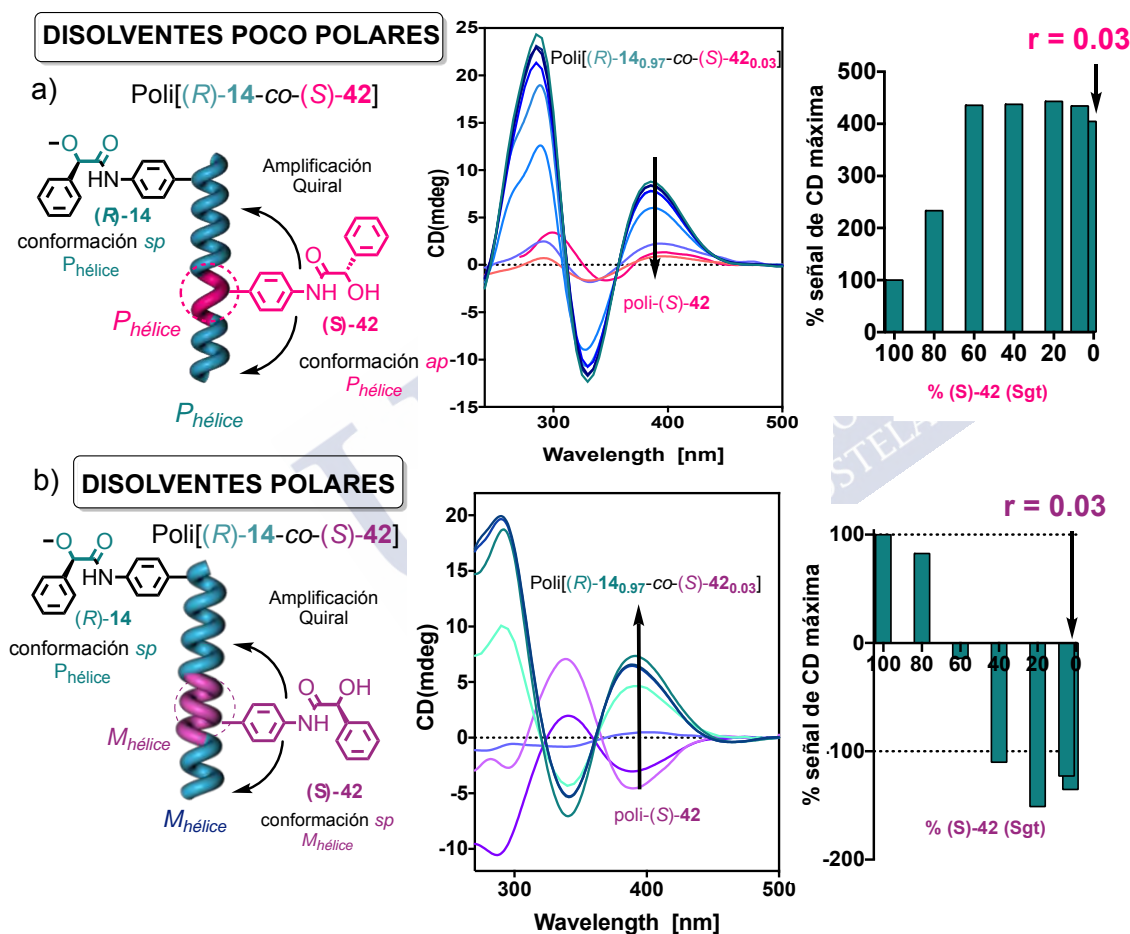 DISOLVENTES POCO POLARES
a)
Poli[(R)-14-co-(S)-42]
O
O
NH
(R)-14
conformación sp
Phélice
Amplificación
Quiral
O
NH
OH
(S)-42
conformación ap
Phélice
Phélice
Phélice
25
20
15
10
5
0
-5
-10
-15
CD(mdeg)
Poli[(R)-140.97-co-(S)-420.03]
poli-(S)-42
300
400
500
Wavelength [nm]
r = 0.03
500
400
300
200
100
0
% señal de CD máxima
100 80 60 40 20 0
% (S)-42 (Sgt)
STELA
b)
DISOLVENTES POLARES
Poli[(R)-14-co-(S)-42]
O
O
NH
(R)-14
conformación sp
Phélice
Amplificación
Quiral
O
OH
NH
(S)-42
conformación sp
Mhélice
Mhélice
Mhélice
20
15
10
5
0
-5
-10
CD(mdeg)
Poli[(R)-140.97-co-(S)-420.03]
poli-(S)-42
300
400
500
Wavelength [nm]
r = 0.03
100
0
-100
-200
% señal de CD máxima
100 80 60 40 20 0
% (S)-42 (Sgt)